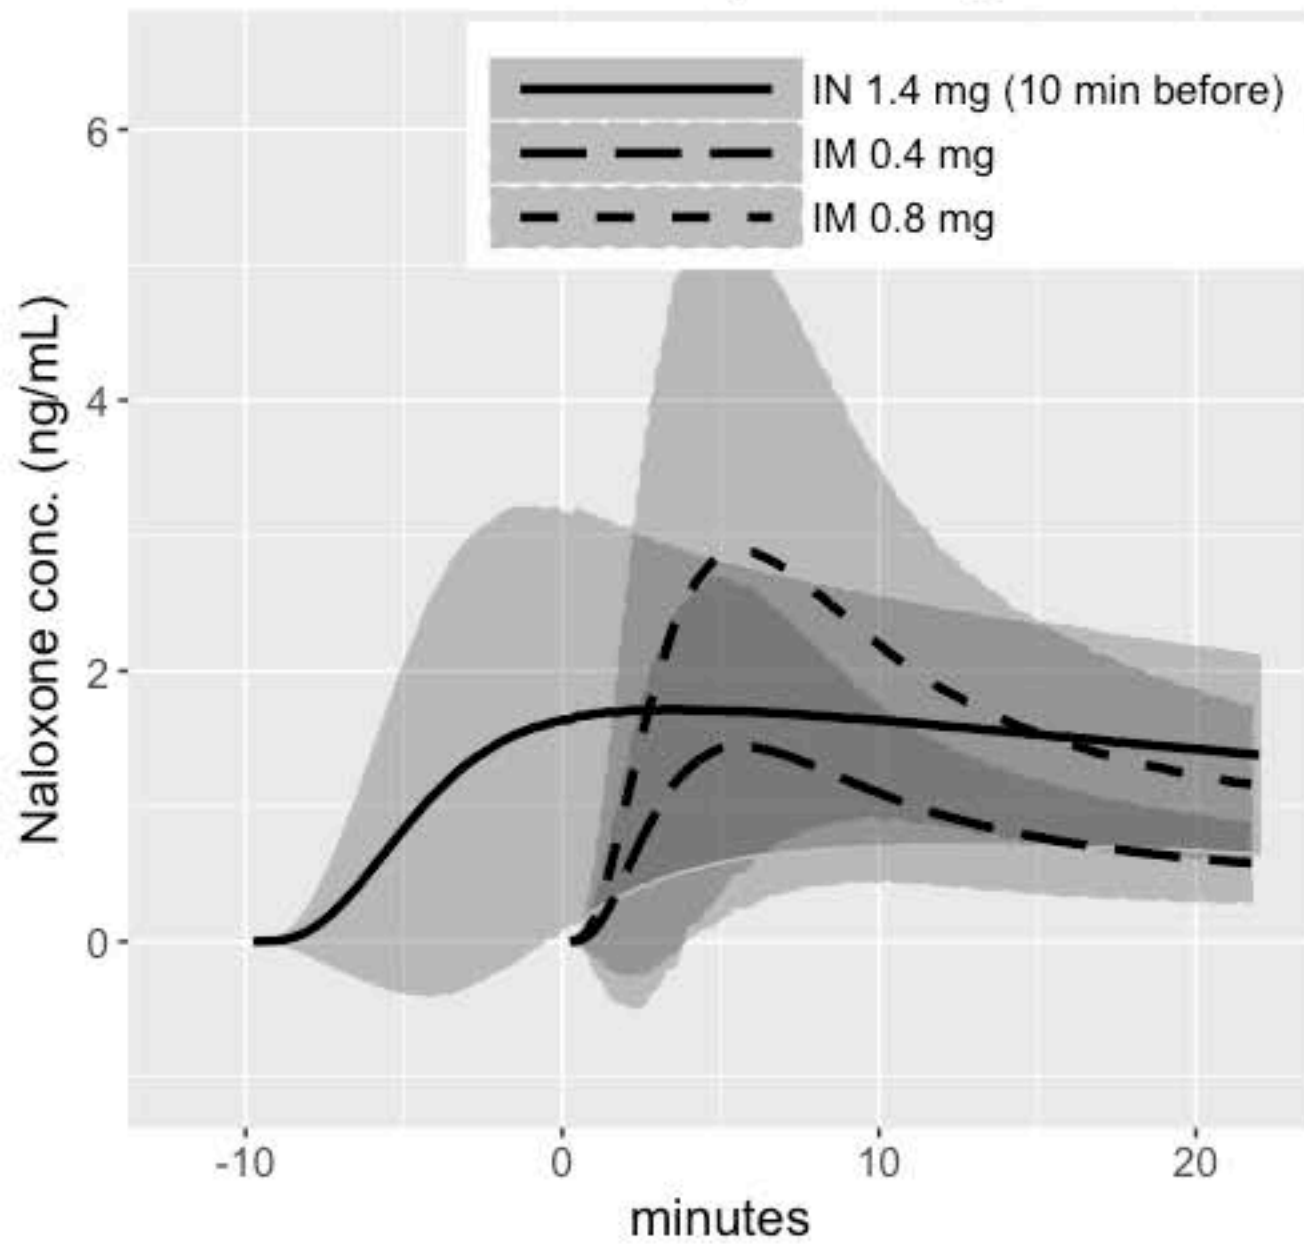 IN 1.4 mg (10 min before)
IM 0.4 mg
IM 0.8 mg
6
4
2
0
Naloxone conc. (ng/mL)
-10 0 10 20
minutes